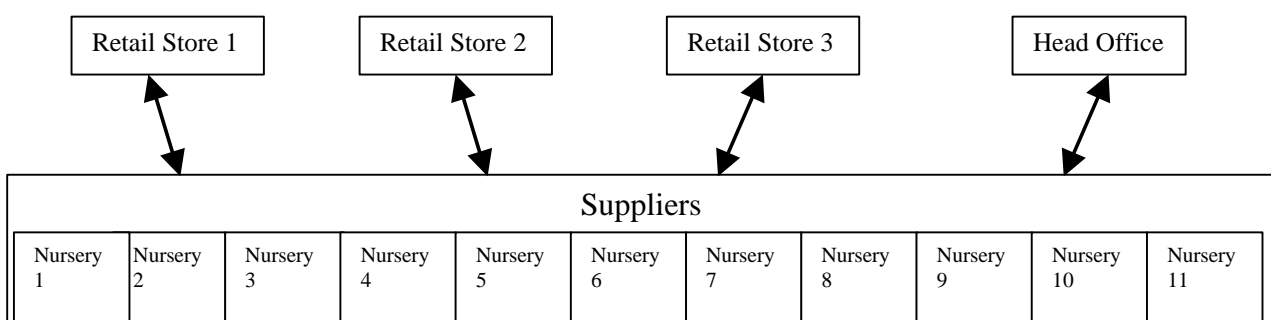 Retail Store 1
Retail Store 2
Retail Store 3
Head Office
Suppliers
Nursery
1
Nursery
2
Nursery
3
Nursery
4
Nursery
5
Nursery
6
Nursery
7
Nursery
8
Nursery
9
Nursery
10
Nursery
11